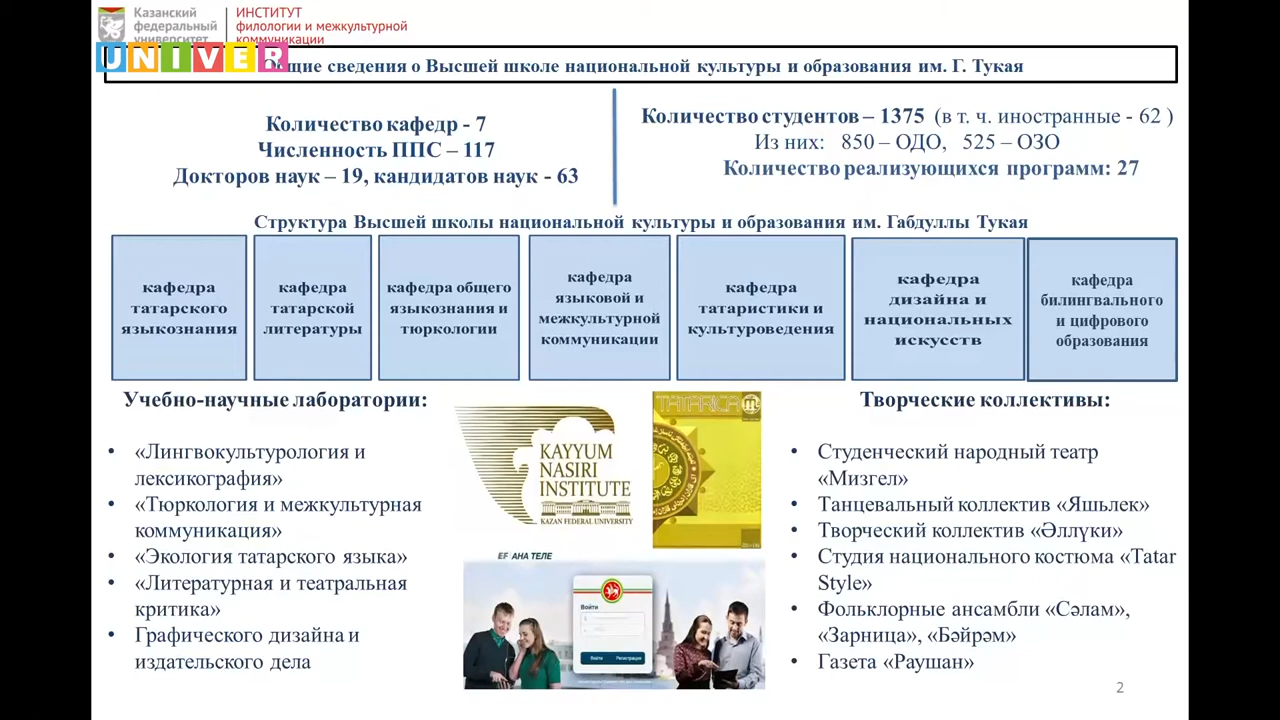 Казанский
федеральный
университет
ИНСТИТУТ
филологии и межкультурной
коммуникации
UNIVER
Общие сведения о Высшей школе национальной культуры и образования им. Г. Тукая
Количество кафедр - 7
Численность ППС – 117
Докторов наук – 19, кандидатов наук - 63
Количество студентов – 1375 (в т. ч. иностранные - 62 )
Из них: 850 – ОДО, 525 – ОЗО
Количество реализующихся программ: 27
Структура Высшей школы национальной культуры и образования им. Габдуллы Тукая
кафедра
татарского
языкознания
кафедра
татарской
литературы
кафедра общего
языкознания и
тюркологии
кафедра
языковой и
межкультурной
коммуникации
кафедра
татаристики и
культуроведения
кафедра
дизайна и
национальных
искусств
кафедра
билингвального
и цифрового
образования
Учебно-научные лаборатории:
• «Лингвокультурология и
лексикография»
• «Тюркология и межкультурная
коммуникация»
• «Экология татарского языка»
• «Литературная и театральная
критика»
• Графического дизайна и
издательского дела
KAYYUM
NASIRI
INSTITUTE
KAZAN FEDERAL UNIVERSITY
TATARICA
АНА ТЕЛЕ
Войти
Войти Регистрация
Творческие коллективы:
• Студенческий народный театр
«Мизгел»
• Танцевальный коллектив «Яшьлек»
• Творческий коллектив «Әллүки»
• Студия национального костюма «Tatar
Style»
• Фольклорные ансамбли «Сәлам»,
«Зарница», «Бәйрәм»
• Газета «Раушан»
2